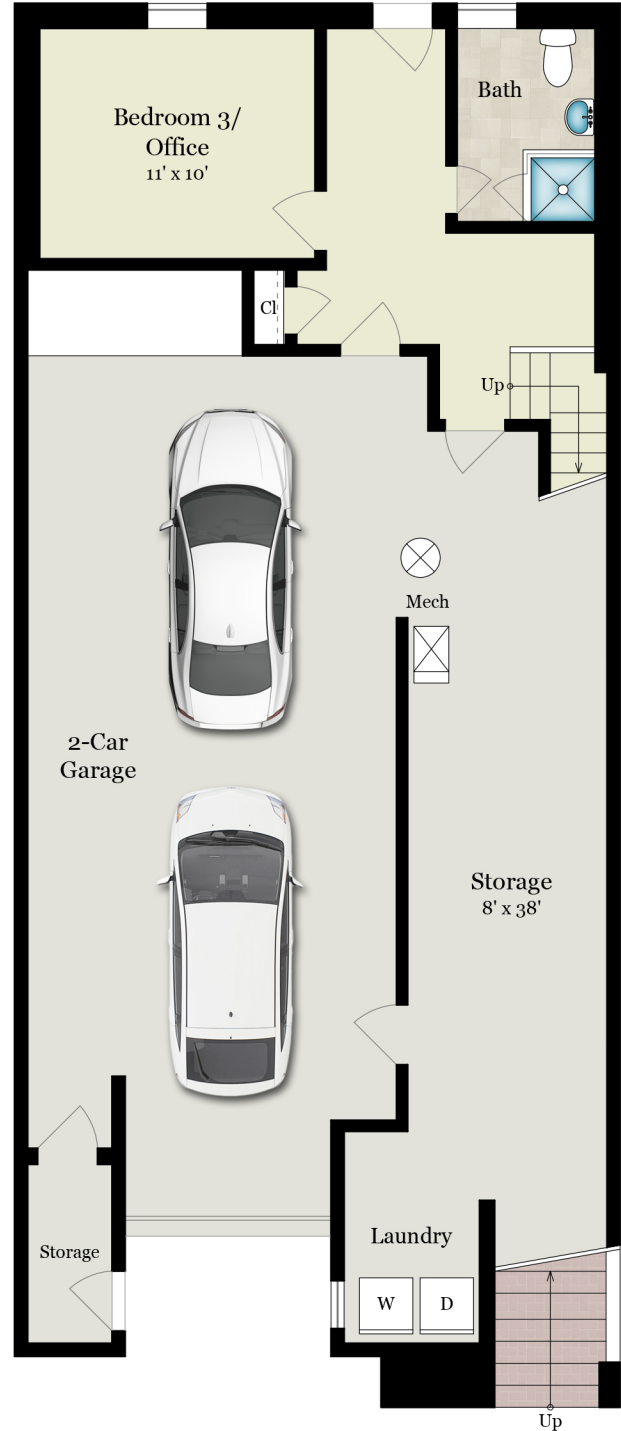 Bedroom 3/
Office
11' x 10'
Bath
Cl
Up
Mech
2-Car
Garage
Storage
8' x 38'
Storage
Laundry
W
D
Up